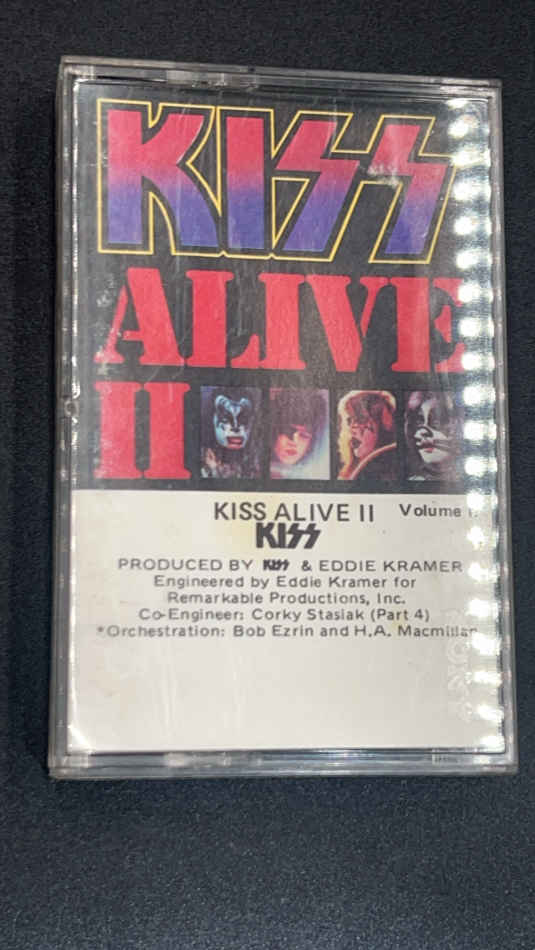 KISS
ALIVE
II
KISS ALIVE II Volume
KISS
PRODUCED BY KISS & EDDIE KRAMER
Engineered by Eddie Kramer for
Remarkable Productions, Inc.
Co-Engineer: Corky Stasiak (Part 4)
*Orchestration: Bob Ezrin and H.A. Macmillan